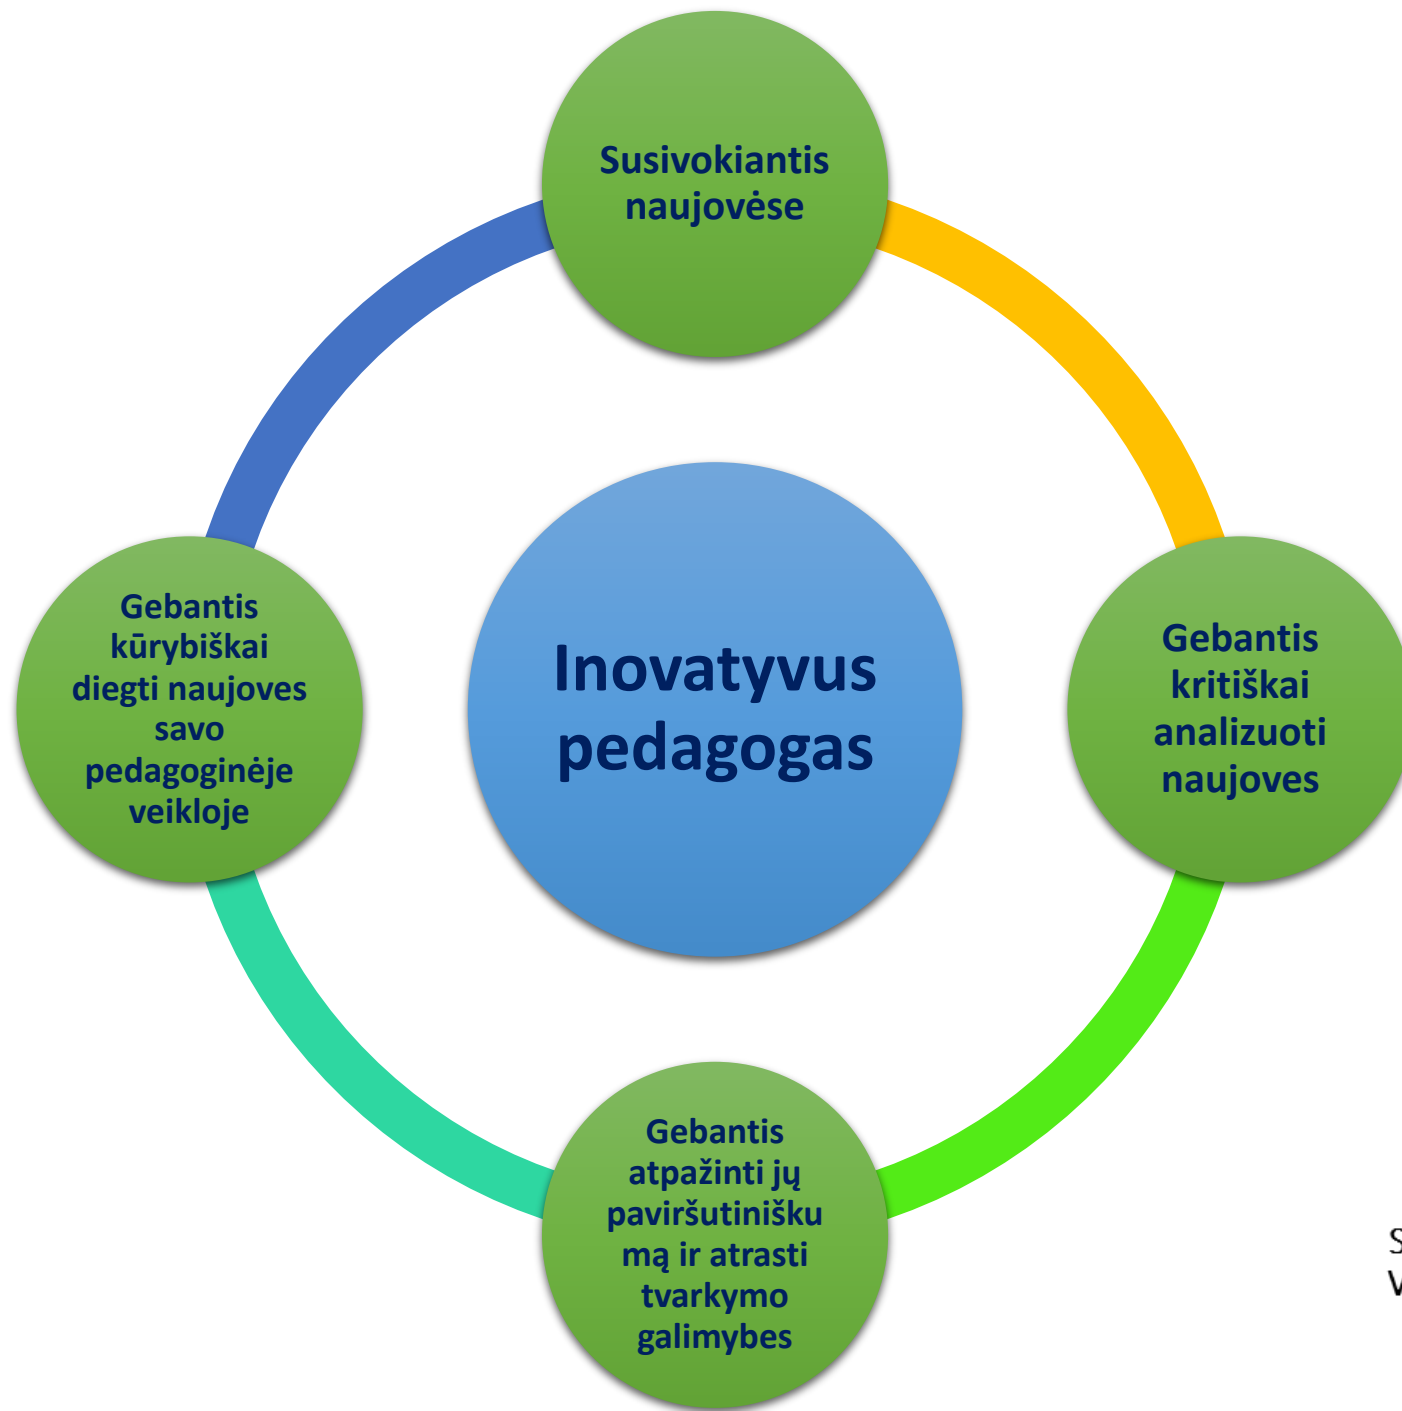 Susivokiantis
naujovėse
Gebantis
kritiškai
analizuoti
naujoves
Gebantis
atpažinti jų
paviršutinišku
mą ir atrasti
tvarkymo
galimybes
Gebantis
kūrybiškai
diegti naujoves
savo
pedagoginėje
veikloje
Inovatyvus
pedagogas